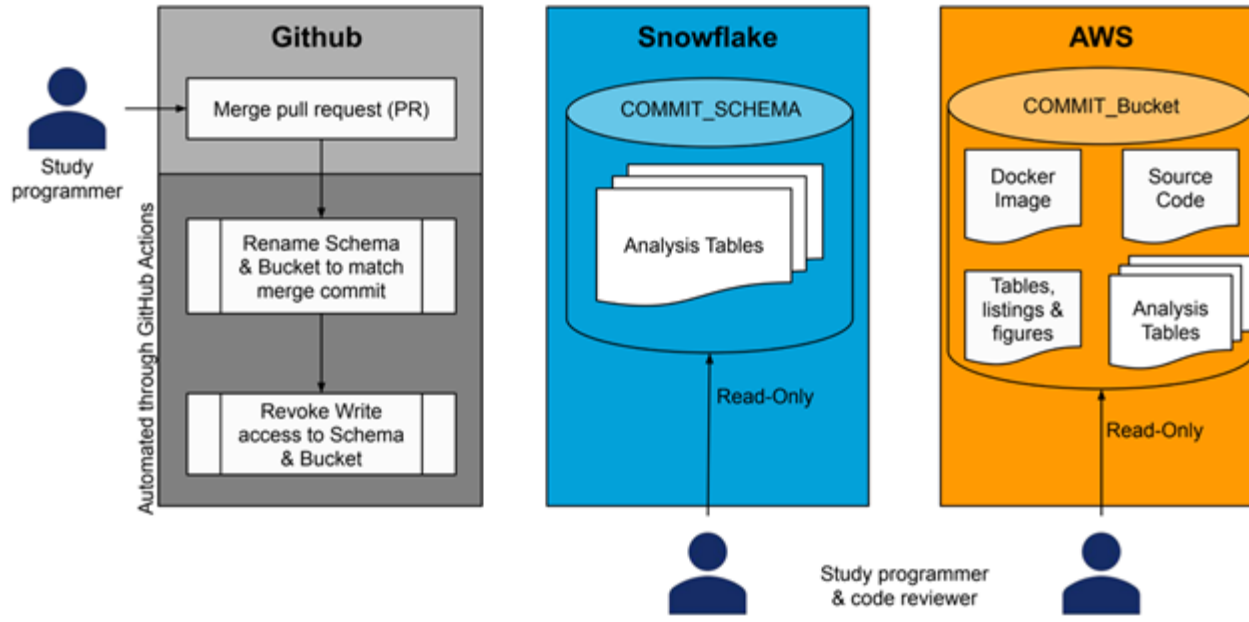 Github
Merge pull request (PR)
Study
programmer
Automated through GitHub Actions
Rename Schema
& Bucket to match
merge commit
Revoke Write
access to Schema
& Bucket
Snowflake
COMMIT_SCHEMA
Analysis Tables
Read-Only
AWS
COMMIT_Bucket
Docker
Image
Source
Code
Tables,
listings &
figures
Analysis
Tables
Read-Only
Study programmer
& code reviewer